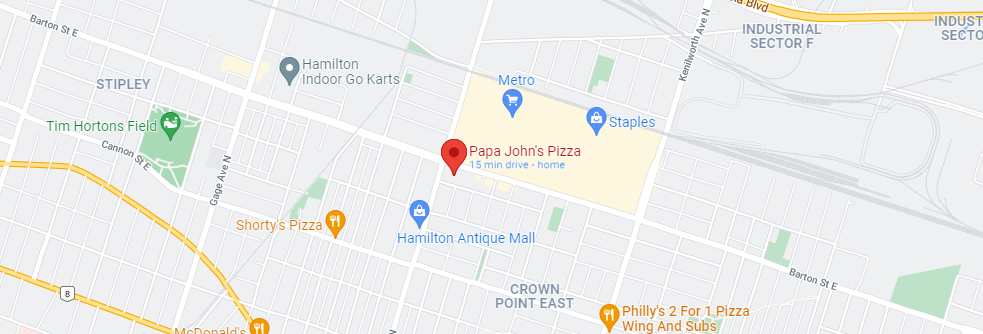 Barton St E
a Blvd
INDUSTRIAL
SECTOR F
INDUST
SECTO
Kenilworth Ave N
Hamilton
Indoor Go Karts
STIPLEY
Metro
Tim Hortons Field
Staples
Cannon St E
Papa John's Pizza
15 min drive - home
Gage Ave N
Shorty's Pizza
Hamilton Antique Mall
Barton St E
8
CROWN
POINT EAST
Philly's 2 For 1 Pizza
Wing And Subs
McDonald's
N